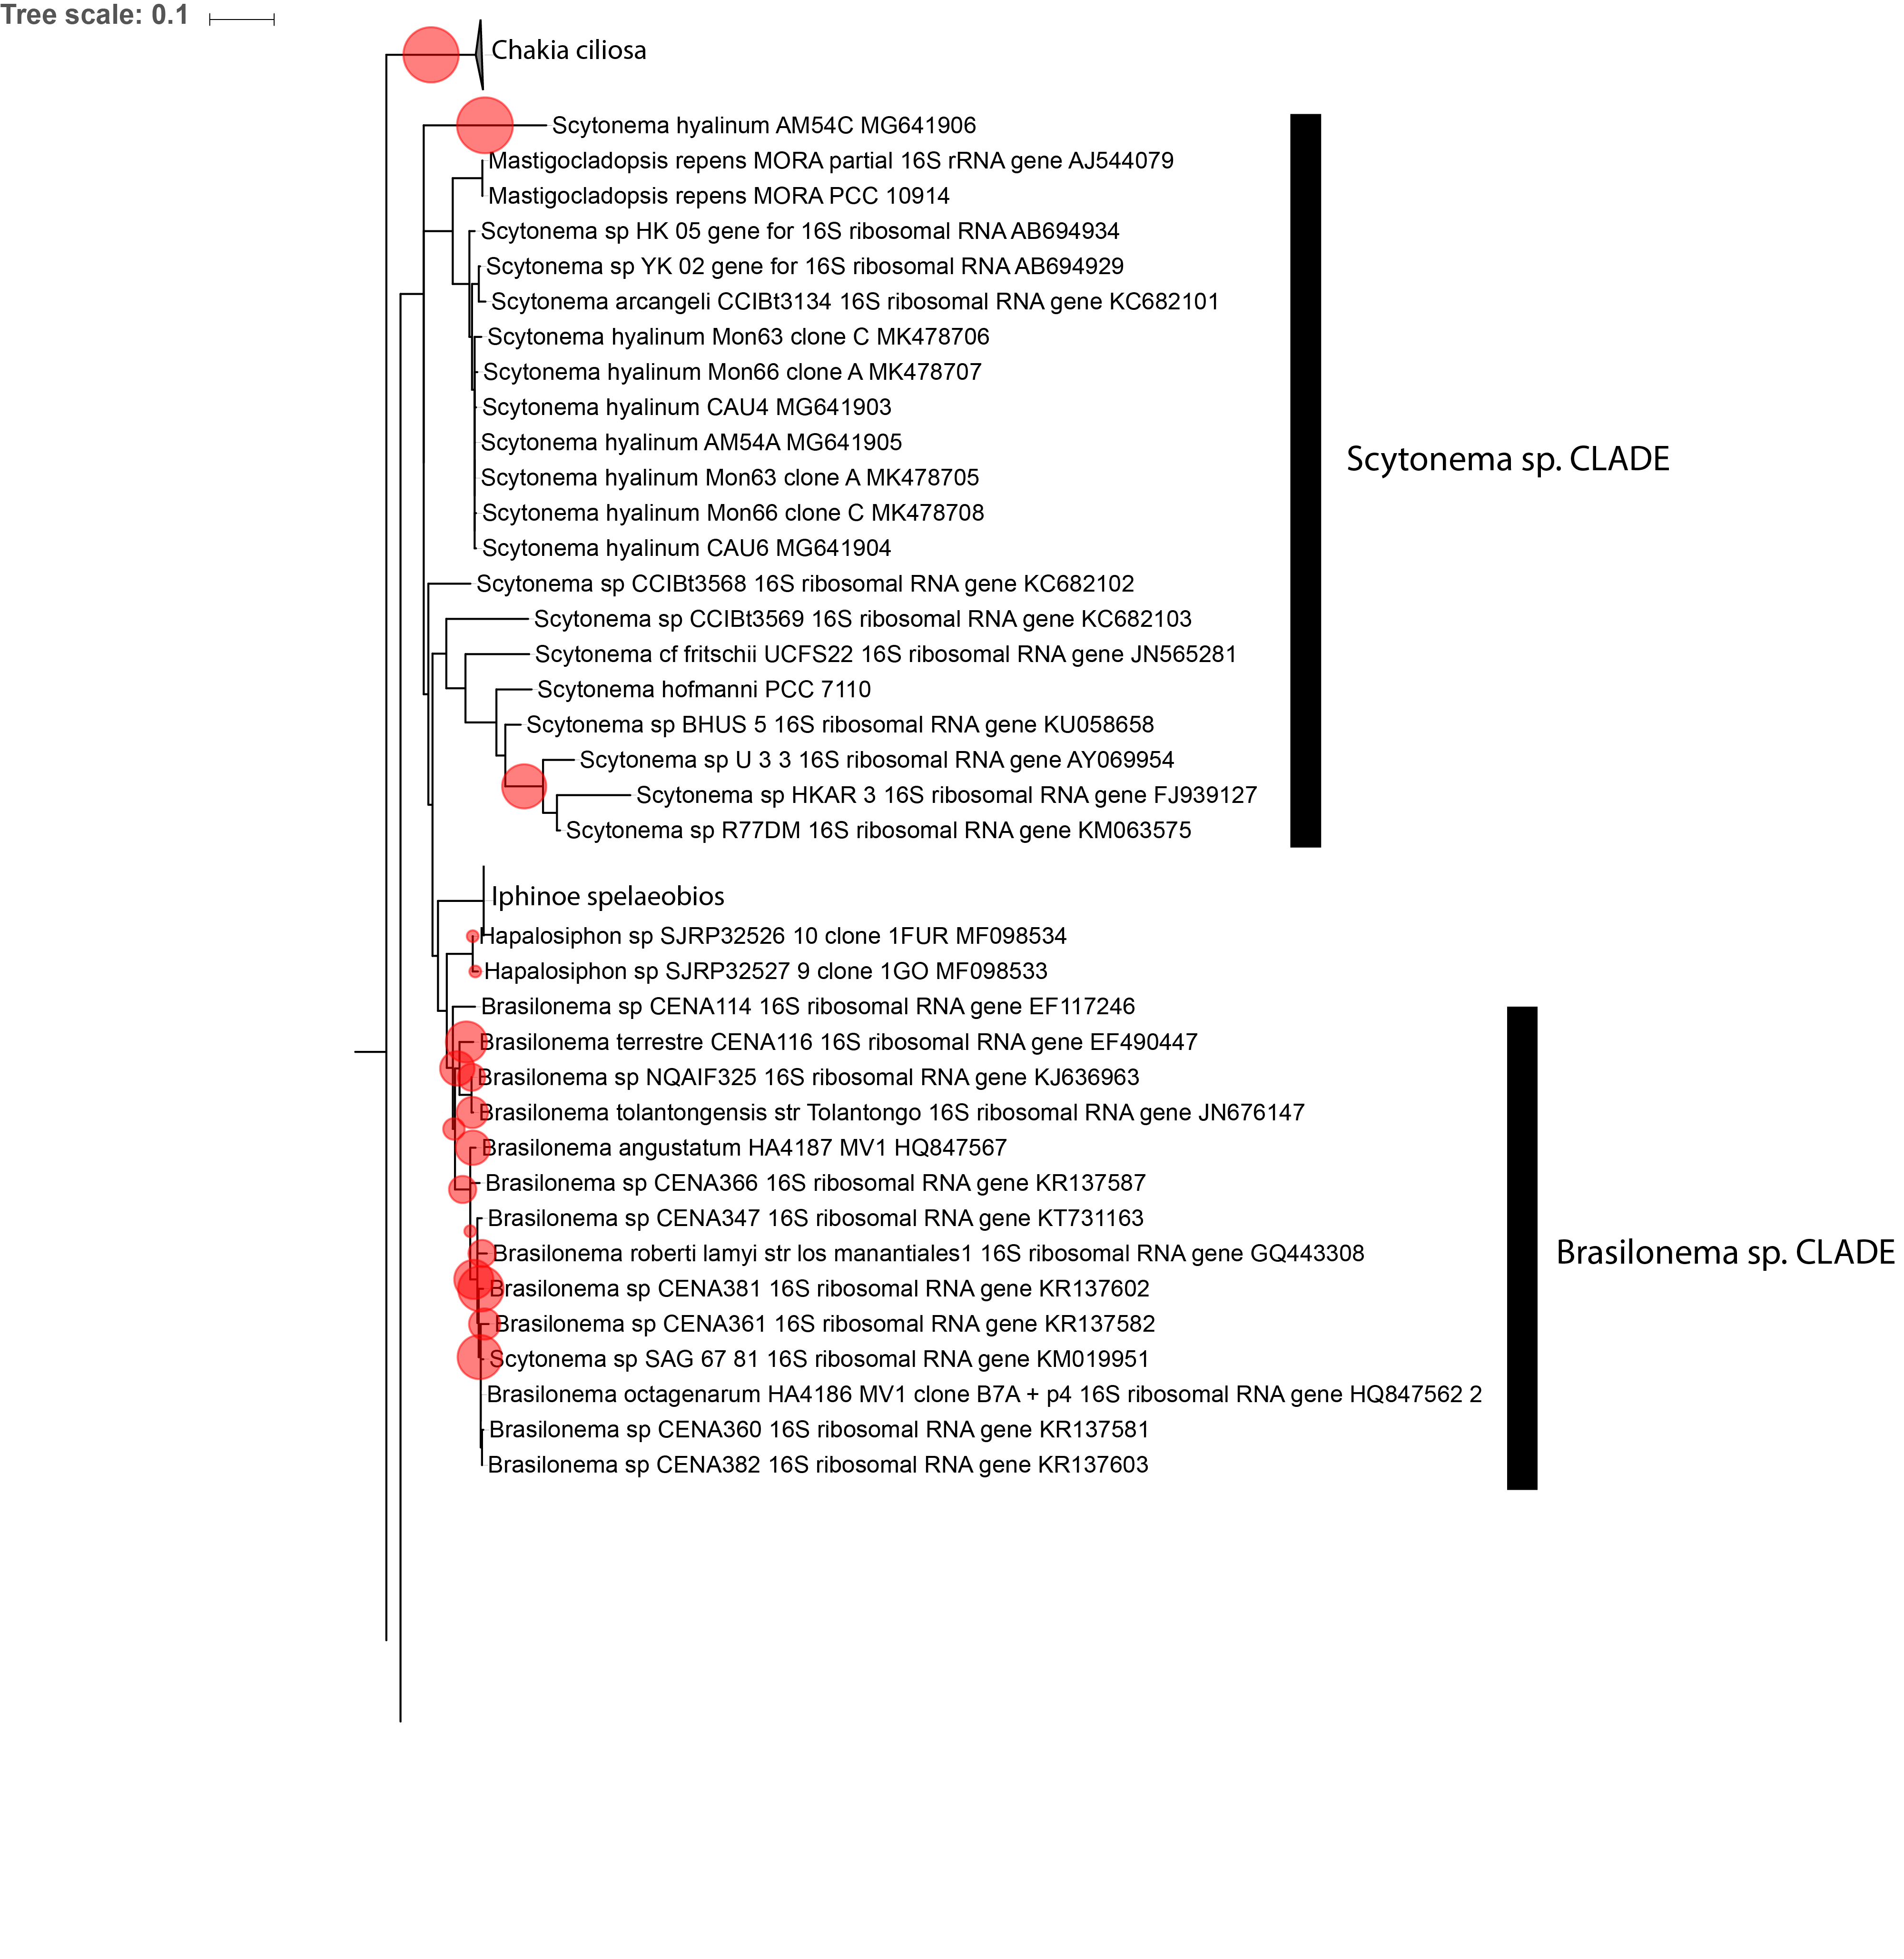 Tree scale: 0.1
Chakia ciliosa
Scytonema hyalinum AM54C MG641906
Mastigocladopsis repens MORA partial 16S rRNA gene AJ544079
Mastigocladopsis repens MORA PCC 10914
Scytonema sp HK 05 gene for 16S ribosomal RNA AB694934
Scytonema sp YK 02 gene for 16S ribosomal RNA AB694929
Scytonema arcangeli CCIBt3134 16S ribosomal RNA gene KC682101
Scytonema hyalinum Mon63 clone C MK478706
Scytonema hyalinum Mon66 clone A MK478707
Scytonema hyalinum CAU4 MG641903
Scytonema hyalinum AM54A MG641905
Scytonema sp. CLADE
Scytonema hyalinum Mon63 clone A MK478705
Scytonema hyalinum Mon66 clone C MK478708
Scytonema hyalinum CAU6 MG641904
Scytonema sp CCIBt3568 16S ribosomal RNA gene KC682102
Scytonema sp CCIBt3569 16S ribosomal RNA gene KC682103
Scytonema cf fritschii UCFS22 16S ribosomal RNA gene JN565281
Scytonema hofmanni PCC 7110
Scytonema sp BHUS 5 16S ribosomal RNA gene KU058658
Scytonema sp U 3 3 16S ribosomal RNA gene AY069954
Scytonema sp HKAR 3 16S ribosomal RNA gene FJ939127
Scytonema sp R77DM 16S ribosomal RNA gene KM063575
Iphinoe spelaeobios
Hapalosiphon sp SJRP32526 10 clone 1FUR MF098534
Hapalosiphon sp SJRP32527 9 clone 1GO MF098533
Brasilonema sp CENA114 16S ribosomal RNA gene EF117246
Brasilonema terrestre CENA116 16S ribosomal RNA gene EF490447
Brasilonema sp NQAIF325 16S ribosomal RNA gene KJ636963
Brasilonema tolantongensis str Tolantongo 16S ribosomal RNA gene JN676147
Brasilonema angustatum HA4187 MV1 HQ847567
Brasilonema sp CENA366 16S ribosomal RNA gene KR137587
Brasilonema sp CENA347 16S ribosomal RNA gene KT731163
Brasilonema roberti lamyi str los manantiales1 16S ribosomal RNA gene GQ443308
Brasilonema sp. CLADE
Brasilonema sp CENA381 16S ribosomal RNA gene KR137602
Brasilonema sp CENA361 16S ribosomal RNA gene KR137582
Scytonema sp SAG 67 81 16S ribosomal RNA gene KM019951
Brasilonema octagenarum HA4186 MV1 clone B7A + p4 16S ribosomal RNA gene HQ847562 2
Brasilonema sp CENA360 16S ribosomal RNA gene KR137581
Brasilonema sp CENA382 16S ribosomal RNA gene KR137603